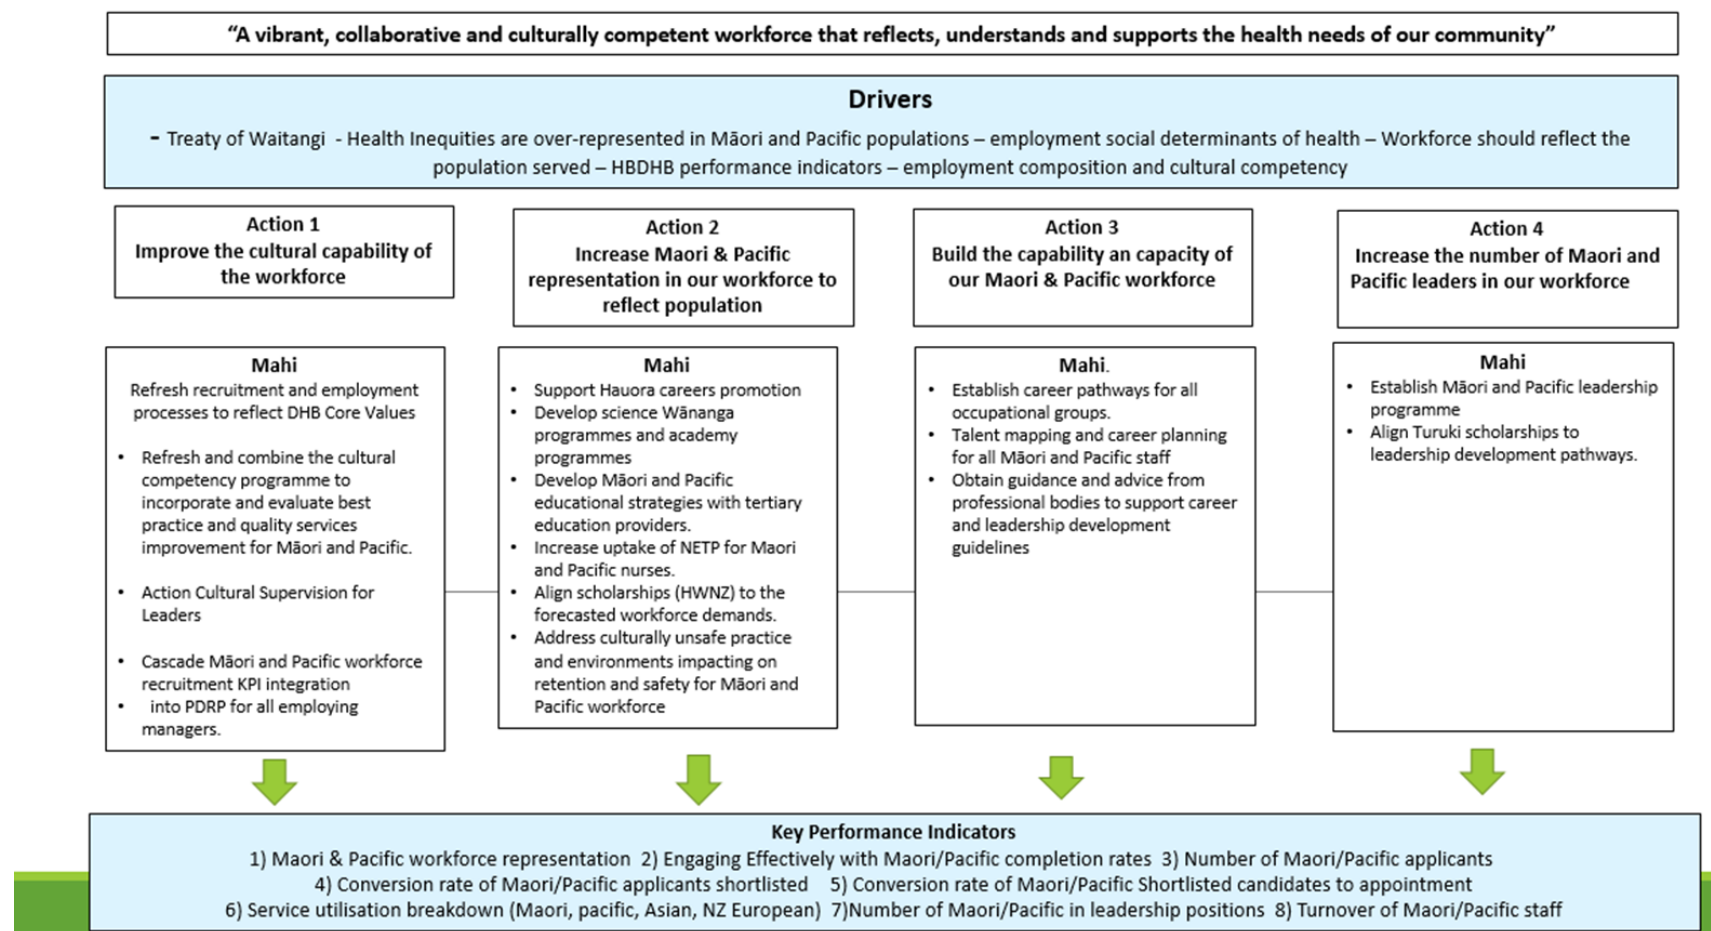 “A vibrant, collaborative and culturally competent workforce that reflects, understands and supports the health needs of our community”
Drivers
- Treaty of Waitangi - Health Inequities are over-represented in Māori and Pacific populations – employment social determinants of health – Workforce should reflect the
population served – HBDHB performance indicators – employment composition and cultural competency
Action 1
Improve the cultural capability of
the workforce
Action 2
Increase Maori & Pacific
representation in our workforce to
reflect population
Action 3
Build the capability an capacity of
our Maori & Pacific workforce
Action 4
Increase the number of Maori and
Pacific leaders in our workforce
Mahi
Refresh recruitment and employment
processes to reflect DHB Core Values
• Refresh and combine the cultural
competency programme to
incorporate and evaluate best
practice and quality services
improvement for Māori and Pacific.
• Action Cultural Supervision for
Leaders
• Cascade Māori and Pacific workforce
recruitment KPI integration
• into PDRP for all employing
managers.
Mahi
• Support Hauora careers promotion
• Develop science Wānanga
programmes and academy
programmes
• Develop Māori and Pacific
educational strategies with tertiary
education providers.
• Increase uptake of NETP for Maori
and Pacific nurses.
• Align scholarships (HWNZ) to the
forecasted workforce demands.
• Address culturally unsafe practice
and environments impacting on
retention and safety for Māori and
Pacific workforce
Mahi.
• Establish career pathways for all
occupational groups.
• Talent mapping and career planning
for all Māori and Pacific staff
• Obtain guidance and advice from
professional bodies to support career
and leadership development
guidelines
Mahi
• Establish Māori and Pacific leadership
programme
• Align Turuki scholarships to
leadership development pathways.
Key Performance Indicators
1) Maori & Pacific workforce representation 2) Engaging Effectively with Maori/Pacific completion rates 3) Number of Maori/Pacific applicants
4) Conversion rate of Maori/Pacific applicants shortlisted 5) Conversion rate of Maori/Pacific Shortlisted candidates to appointment
6) Service utilisation breakdown (Maori, pacific, Asian, NZ European) 7)Number of Maori/Pacific in leadership positions 8) Turnover of Maori/Pacific staff